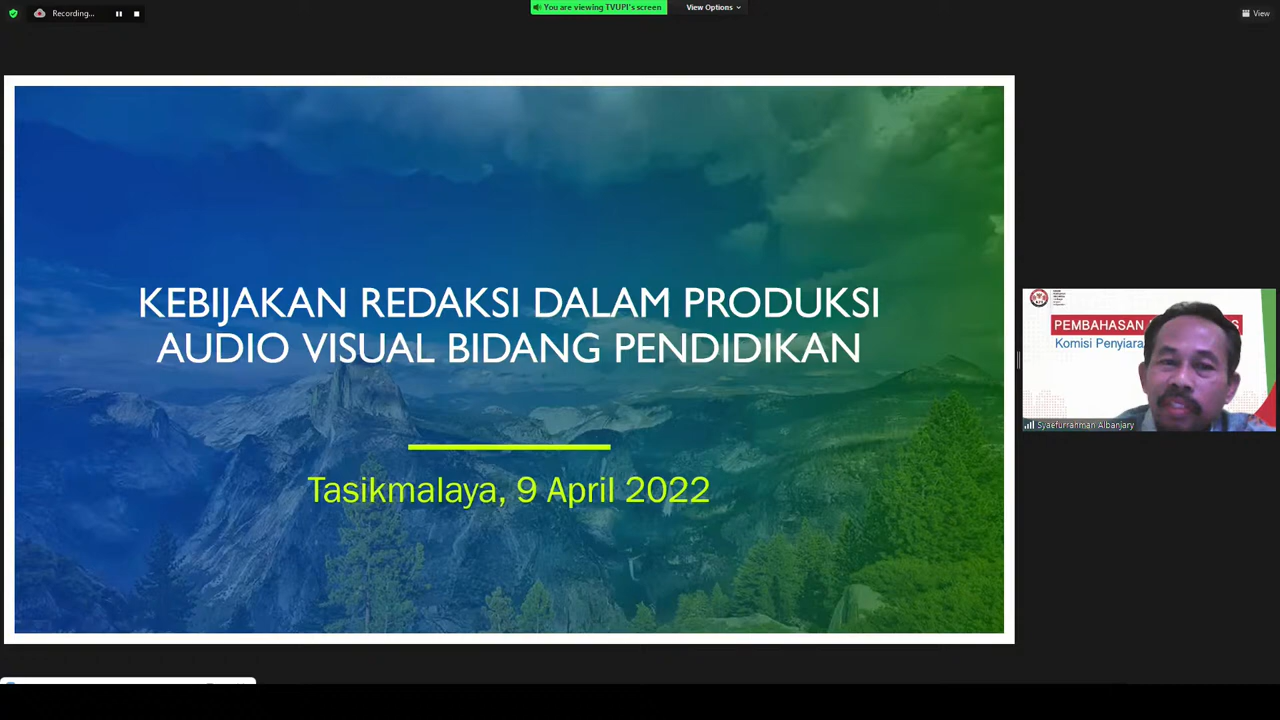 Recording...
You are viewing TVUPI's screen
View Options
View
KEBIJAKAN REDAKSI DALAM PRODUKSI
AUDIO VISUAL BIDANG PENDIDIKAN
Tasikmalaya, 9 April 2022
PEMBAHASAN
Komisi Penyiara
Syaefurrahman Albanjary